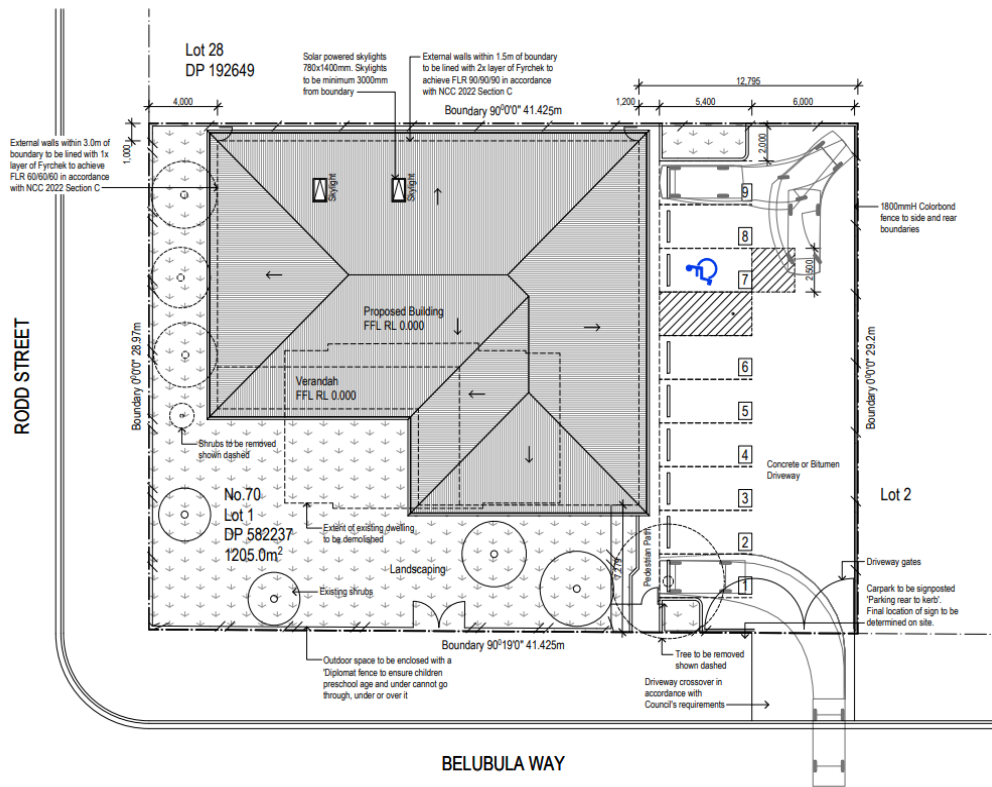 Lot 28
DP 192649
Solar powered skylights
780x1400mm. Skylights
to be minimum 3000mm
from boundary
External walls within 1.5m of boundary
to be lined with 2x layer of Fyrchek to
achieve FLR 90/90/90 in accordance
with NCC 2022 Section C
12,795
4,000
Boundary 90°0'0" 41.425m
1,200
5,400
6,000
External walls within 3.0m of
boundary to be lined with 1x
layer of Fyrchek to achieve
FLR 60/60/60 in accordance
with NCC 2022 Section C
1,000
2,000
Skylight
Skylight
9
1800mmH Colorbond
fence to side and rear
boundaries
8
7
2,500
Proposed Building
FFL RL 0.000
RODD STREET
Boundary 0°0'0" 28.97m
Boundary 0°0'0" 29.2m
Verandah
FFL RL 0.000
6
5
Shrubs to be removed
shown dashed
4
Concrete or Bitumen
Driveway
3
Lot 2
No.70
Lot 1
DP 582237
1205.0m²
Extent of existing dwelling
to be demolished
2
Landscaping
Pedestrian Path
7,275
Driveway gates
Existing shrubs
1
Carpark to be signposted
'Parking rear to kerb'.
Final location of sign to be
determined on site.
Boundary 90°19'0" 41.425m
Outdoor space to be enclosed with a
'Diplomat fence to ensure children
preschool age and under cannot go
through, under or over it
Tree to be removed
shown dashed
Driveway crossover in
accordance with
Council's requirements
BELUBULA WAY